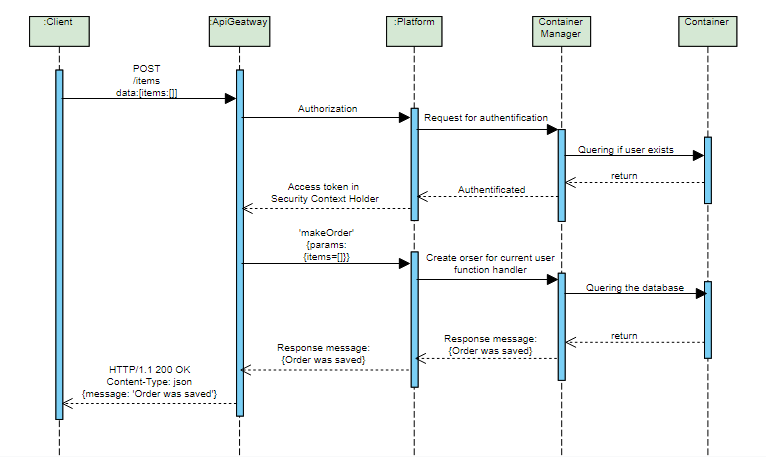 :Client
:ApiGeatway
:Platform
Container
Manager
Container
POST
/items
data:[items:[]]
Authorization
Request for authentification
Quering if user exists
return
Authentificated
Access token in
Security Context Holder
'makeOrder'
{params:
{items=[]}}
Create orser for current user
function handler
Quering the database
return
Response message:
{Order was saved}
Response message:
{Order was saved}
HTTP/1.1 200 OK
Content-Type: json
{message: 'Order was saved'}